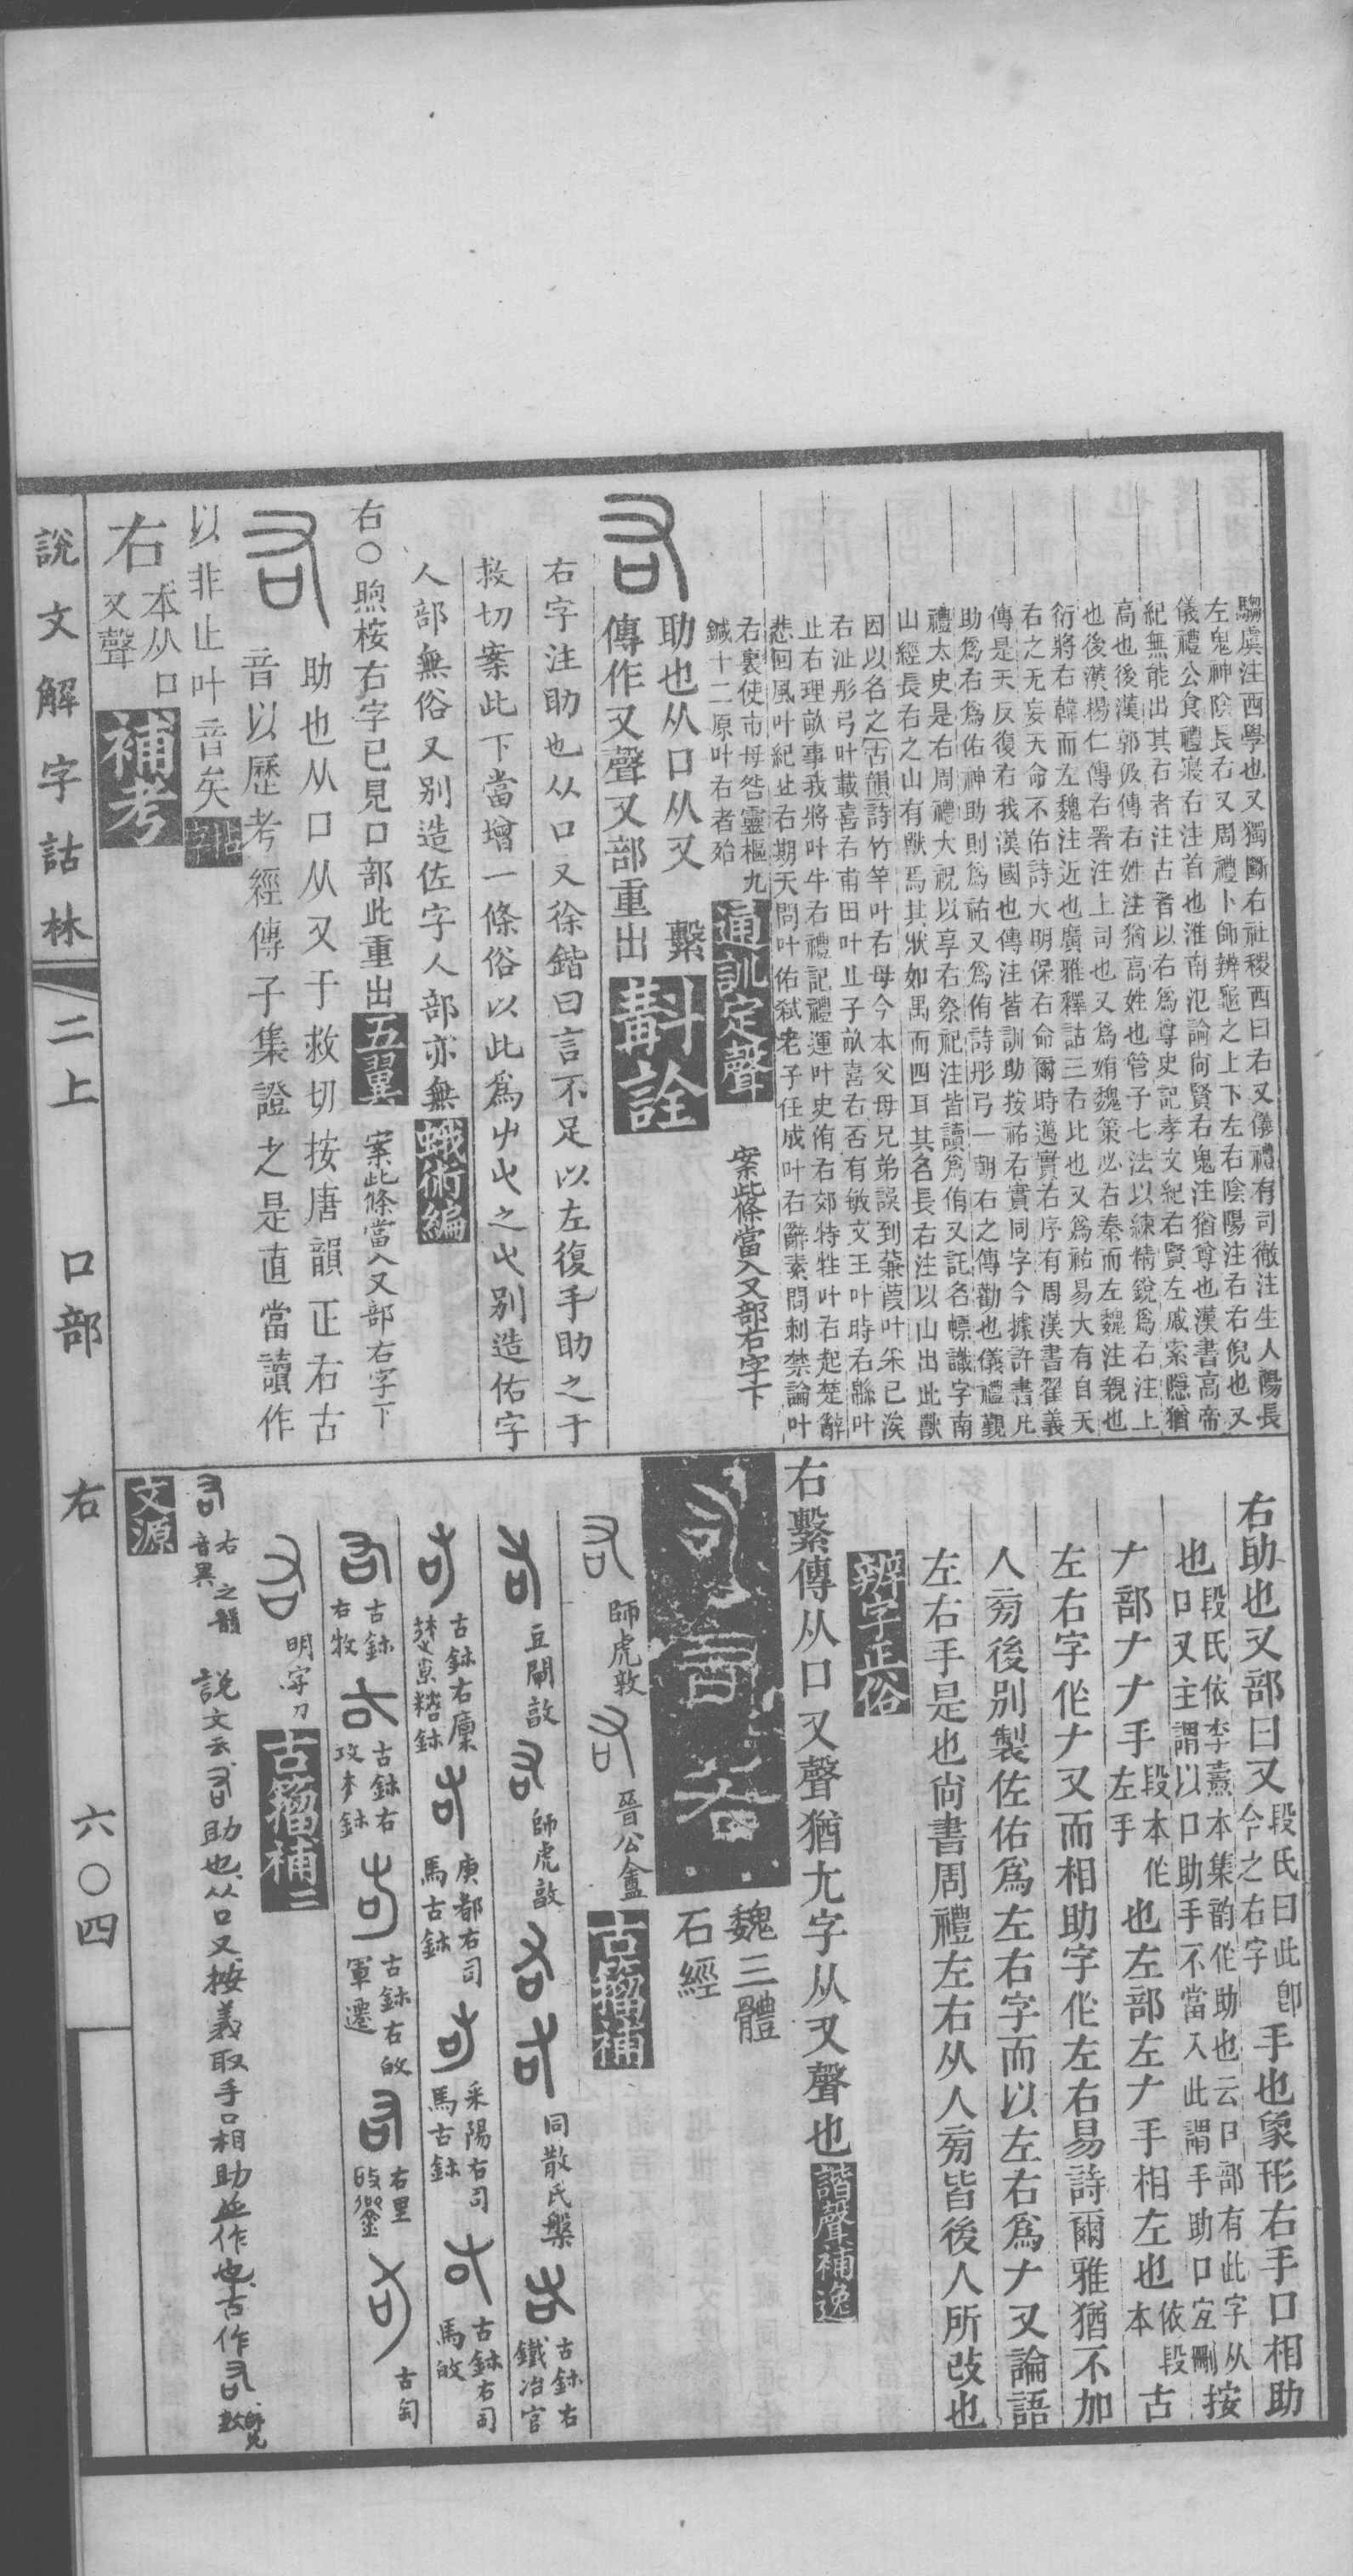 騶虞注西學也又獨斷右社稷西曰右又儀禮有司徹注生人陽長
左鬼神陰長右又周禮卜師辨龜之上下左右陰陽注右右倪也又
儀禮公食禮寢右注首也淮南氾論尚賢右鬼注猶尊也漢書高帝
紀無能出其右者注古者以右爲尊史記孝文紀右賢左戚索隱猶
高也後漢郭伋傳右姓注猶高姓也管子七法以練精銳爲右注上
也後漢楊仁傳右署注上司也又爲姷魏策必右秦而左魏注親也
衍將右韓而左魏注近也廣雅釋詁三右比也又爲祐易大有自天
右之无妄天命不佑詩大明保右命爾時邁實右序有周漢書翟義
傳是天反復右我漢國也傳注皆訓助按祐右實同字今據許書凡
助爲右爲佑神助則爲祐又爲侑詩彤弓一朝右之傳勸也儀禮覲
禮太史是右周禮大祝以享右祭祀注皆讀爲侑又託名幖識字南
山經長右之山有獸焉其狀如禺而四耳其名長右注以山出此獸
因以名之古韻詩竹竿叶右母今本父母兄弟誤到蒹葭叶采已涘
右沚彤弓叶載喜右甫田叶止子畝喜右否有敏文王叶時右緜叶
止右理畝事我將叶牛右禮記禮運叶史侑右郊特牲叶右起楚辭
悲回風叶紀止右期天問叶佑弑老子任成叶右辭素問刺禁論叶
右裏使市母咎靈樞九
鍼十二原叶右者殆 通訓定聲 案此條當入又部右字下
助也从口从又 繫
傳作又聲又部重出 斠詮
右字注助也从口又徐鍇曰言不足以左復手助之于
救切案此下當增一條俗以此爲屮㞢之㞢别造佑字
人部無俗又别造佐字人部亦無 蛾術編
右○煦桉右字已見口部此重出 五翼 案此條當入又部右字下
助也从口从又于救切按唐韻正右古
音以歷考經傳子集證之是直當讀作
以非止叶音矣
右 本从口
又聲 補考
說文解字詁林 二上 口部 右 六〇四
右助也又部曰又 段氏曰此卽
今之右字 手也象形右手口相助
也 段氏依李燾本集韵作助也云口部有此字从
口又主謂以口助手不當入此謂手助口宐刪 按
𠂇部𠂇𠂇手 段本作
左手 也左部左𠂇手相左也 依段
本 古
左右字作𠂇又而相助字作左右易詩爾雅猶不加
人㫄後别製佐佑爲左右字而以左右爲𠂇又論語
左右手是也尙書周禮左右从人㫄皆後人所改也
辨字正俗
右繫傳从口又聲猶尤字从又聲也 諧聲補逸
魏三體
石經
師虎敦 晉公盦 古籀補
豆閉敦 師虎敦 同散氏盤 古鉢右
鐵冶官
古鉢右廩 庚都右司
馬古鉢 采陽右司
馬古鉢 古鉢右司
馬攸
古鉢
右牧 古鉢右
攻市鉢 古鉢右攸
軍遷 右里
攸鎣 古匋
明字刀 古籀補二
右之韻
音異 說文云右助也从口又按義取手口相助並作也古作
文源